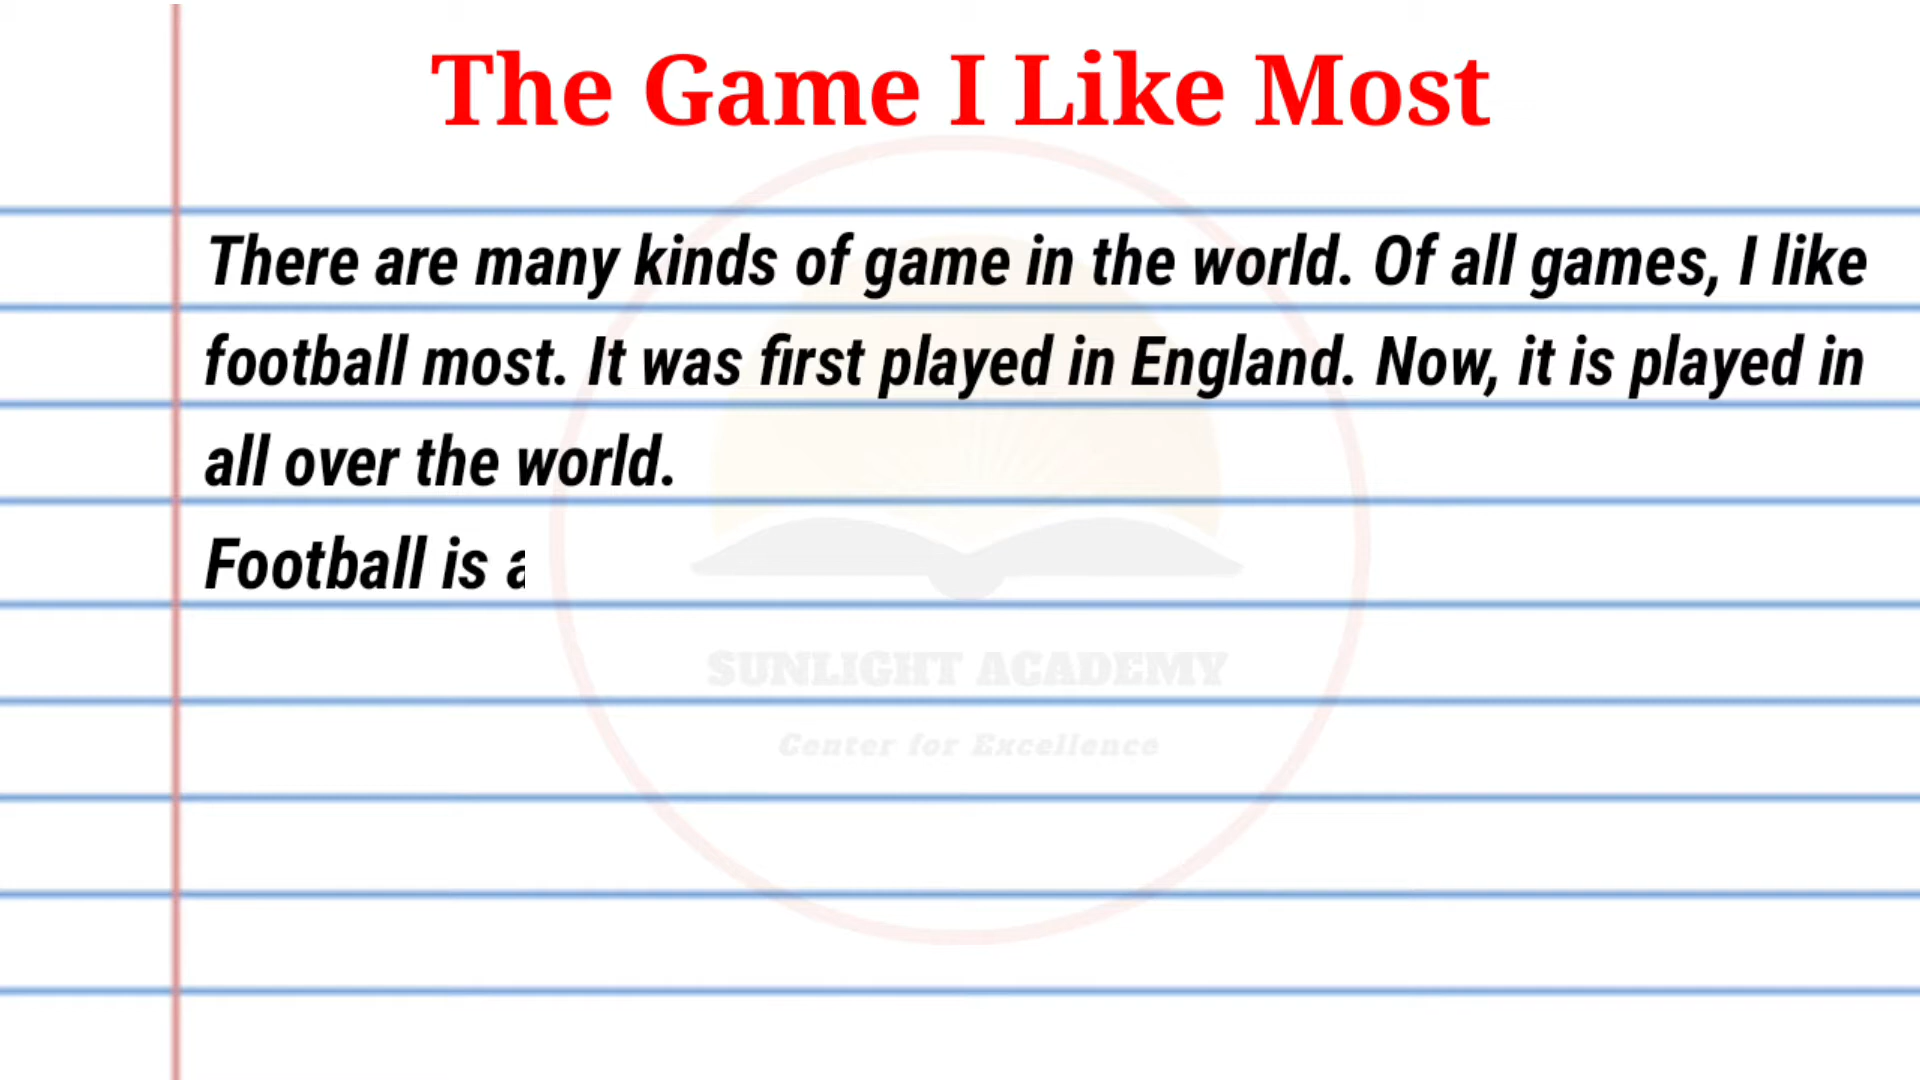 The Game I Like Most
There are many kinds of game in the world. Of all games, I like
football most. It was first played in England. Now, it is played in
all over the world.
Football is a
SUNLIGHT ACADEMY
Center for Excellence